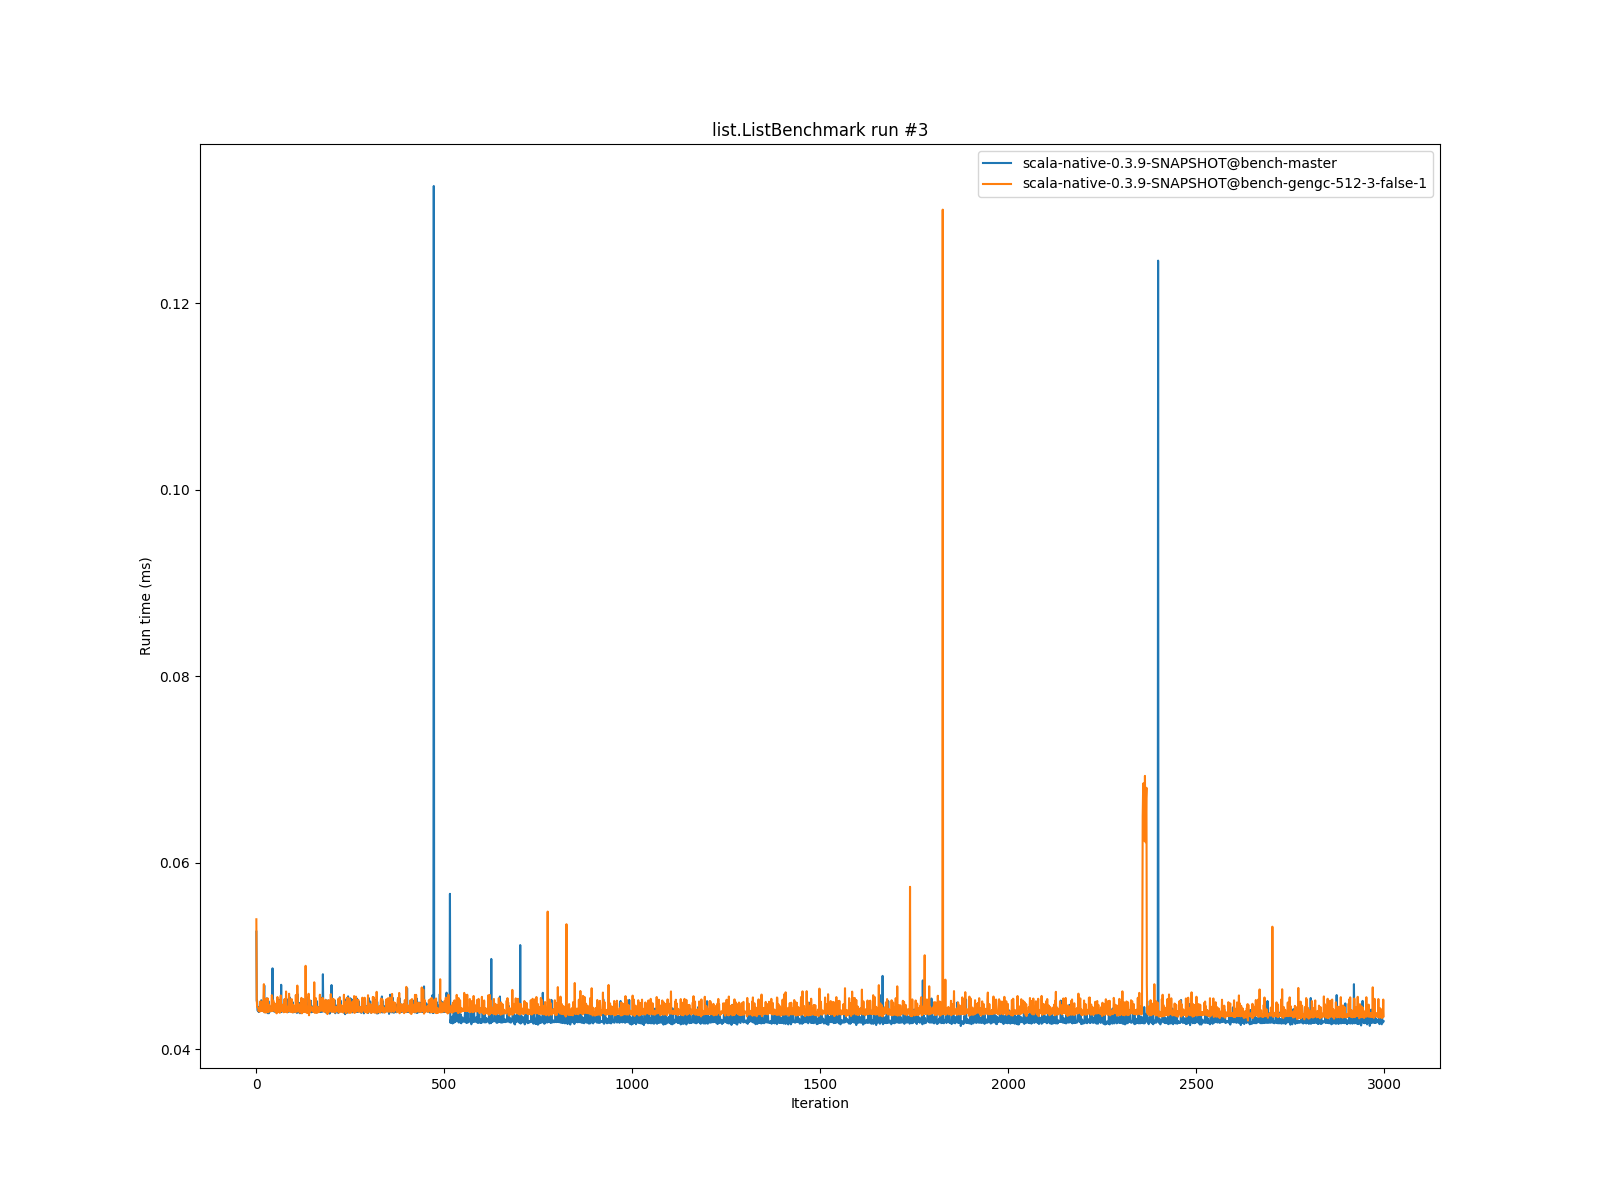 list.ListBenchmark run #3
scala-native-0.3.9-SNAPSHOT@bench-master
scala-native-0.3.9-SNAPSHOT@bench-gengc-512-3-false-1
0.12
0.10
0.08
0.06
0.04
Run time (ms)
0 500 1000 1500 2000 2500 3000
Iteration